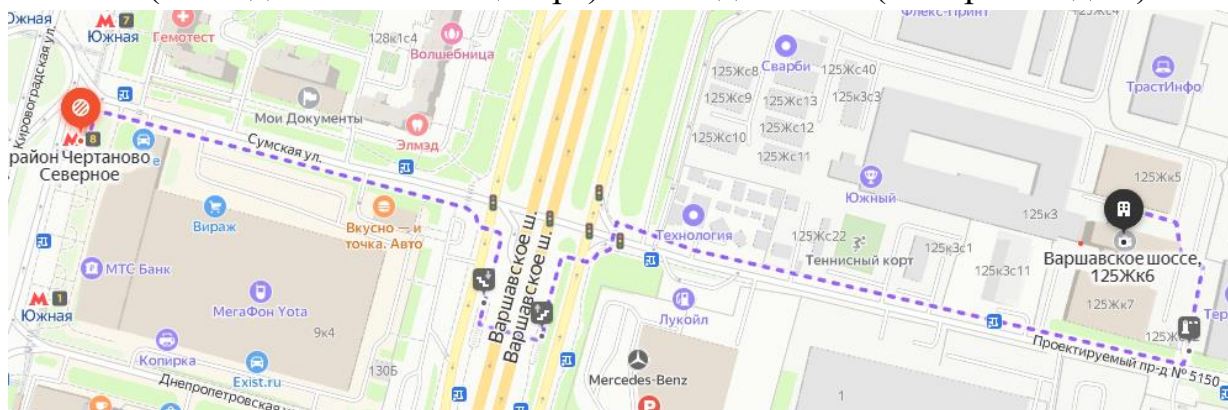 Южная
7
Южная
Гемотест
128к1с4
Волшебница
Мои Документы
Элмэд
Кировоградская ул.
Сумская ул.
8
район Чертаново
Северное
Вираж
Вкусно — и
точка. Авто
МТС Банк
1
Южная
МегаФон Yota
9к4
Копирка
Exist.ru
130Б
Варшавское ш.
Варшавское ш.
125Жс8
Сварби
125Жс40
125Жс9
125Жс13
125к3с3
125Жс10
125Жс12
125Жс11
ТрастИнфо
Южный
125Жк5
Технология
125Жс22
Теннисный корт
125к3
125к3с1
125к3с11
Варшавское шоссе,
125Жк6
Лукойл
125Жк7
Проектируемый пр-д № 5150
Mercedes-Benz
1